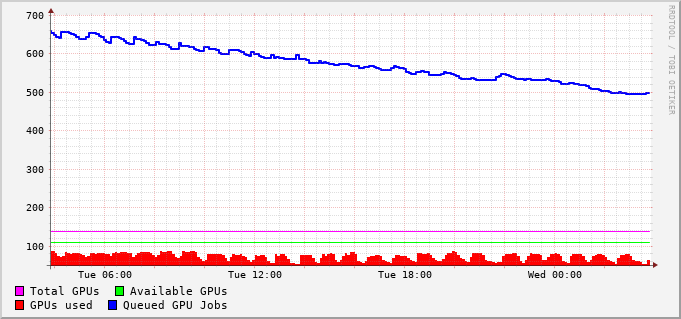 700
600
500
400
300
200
100
Tue 06:00 Tue 12:00 Tue 18:00 Wed 00:00
Total GPUs Available GPUs
GPUs used Queued GPU Jobs
RRDTOOL / TOBI OETIKER